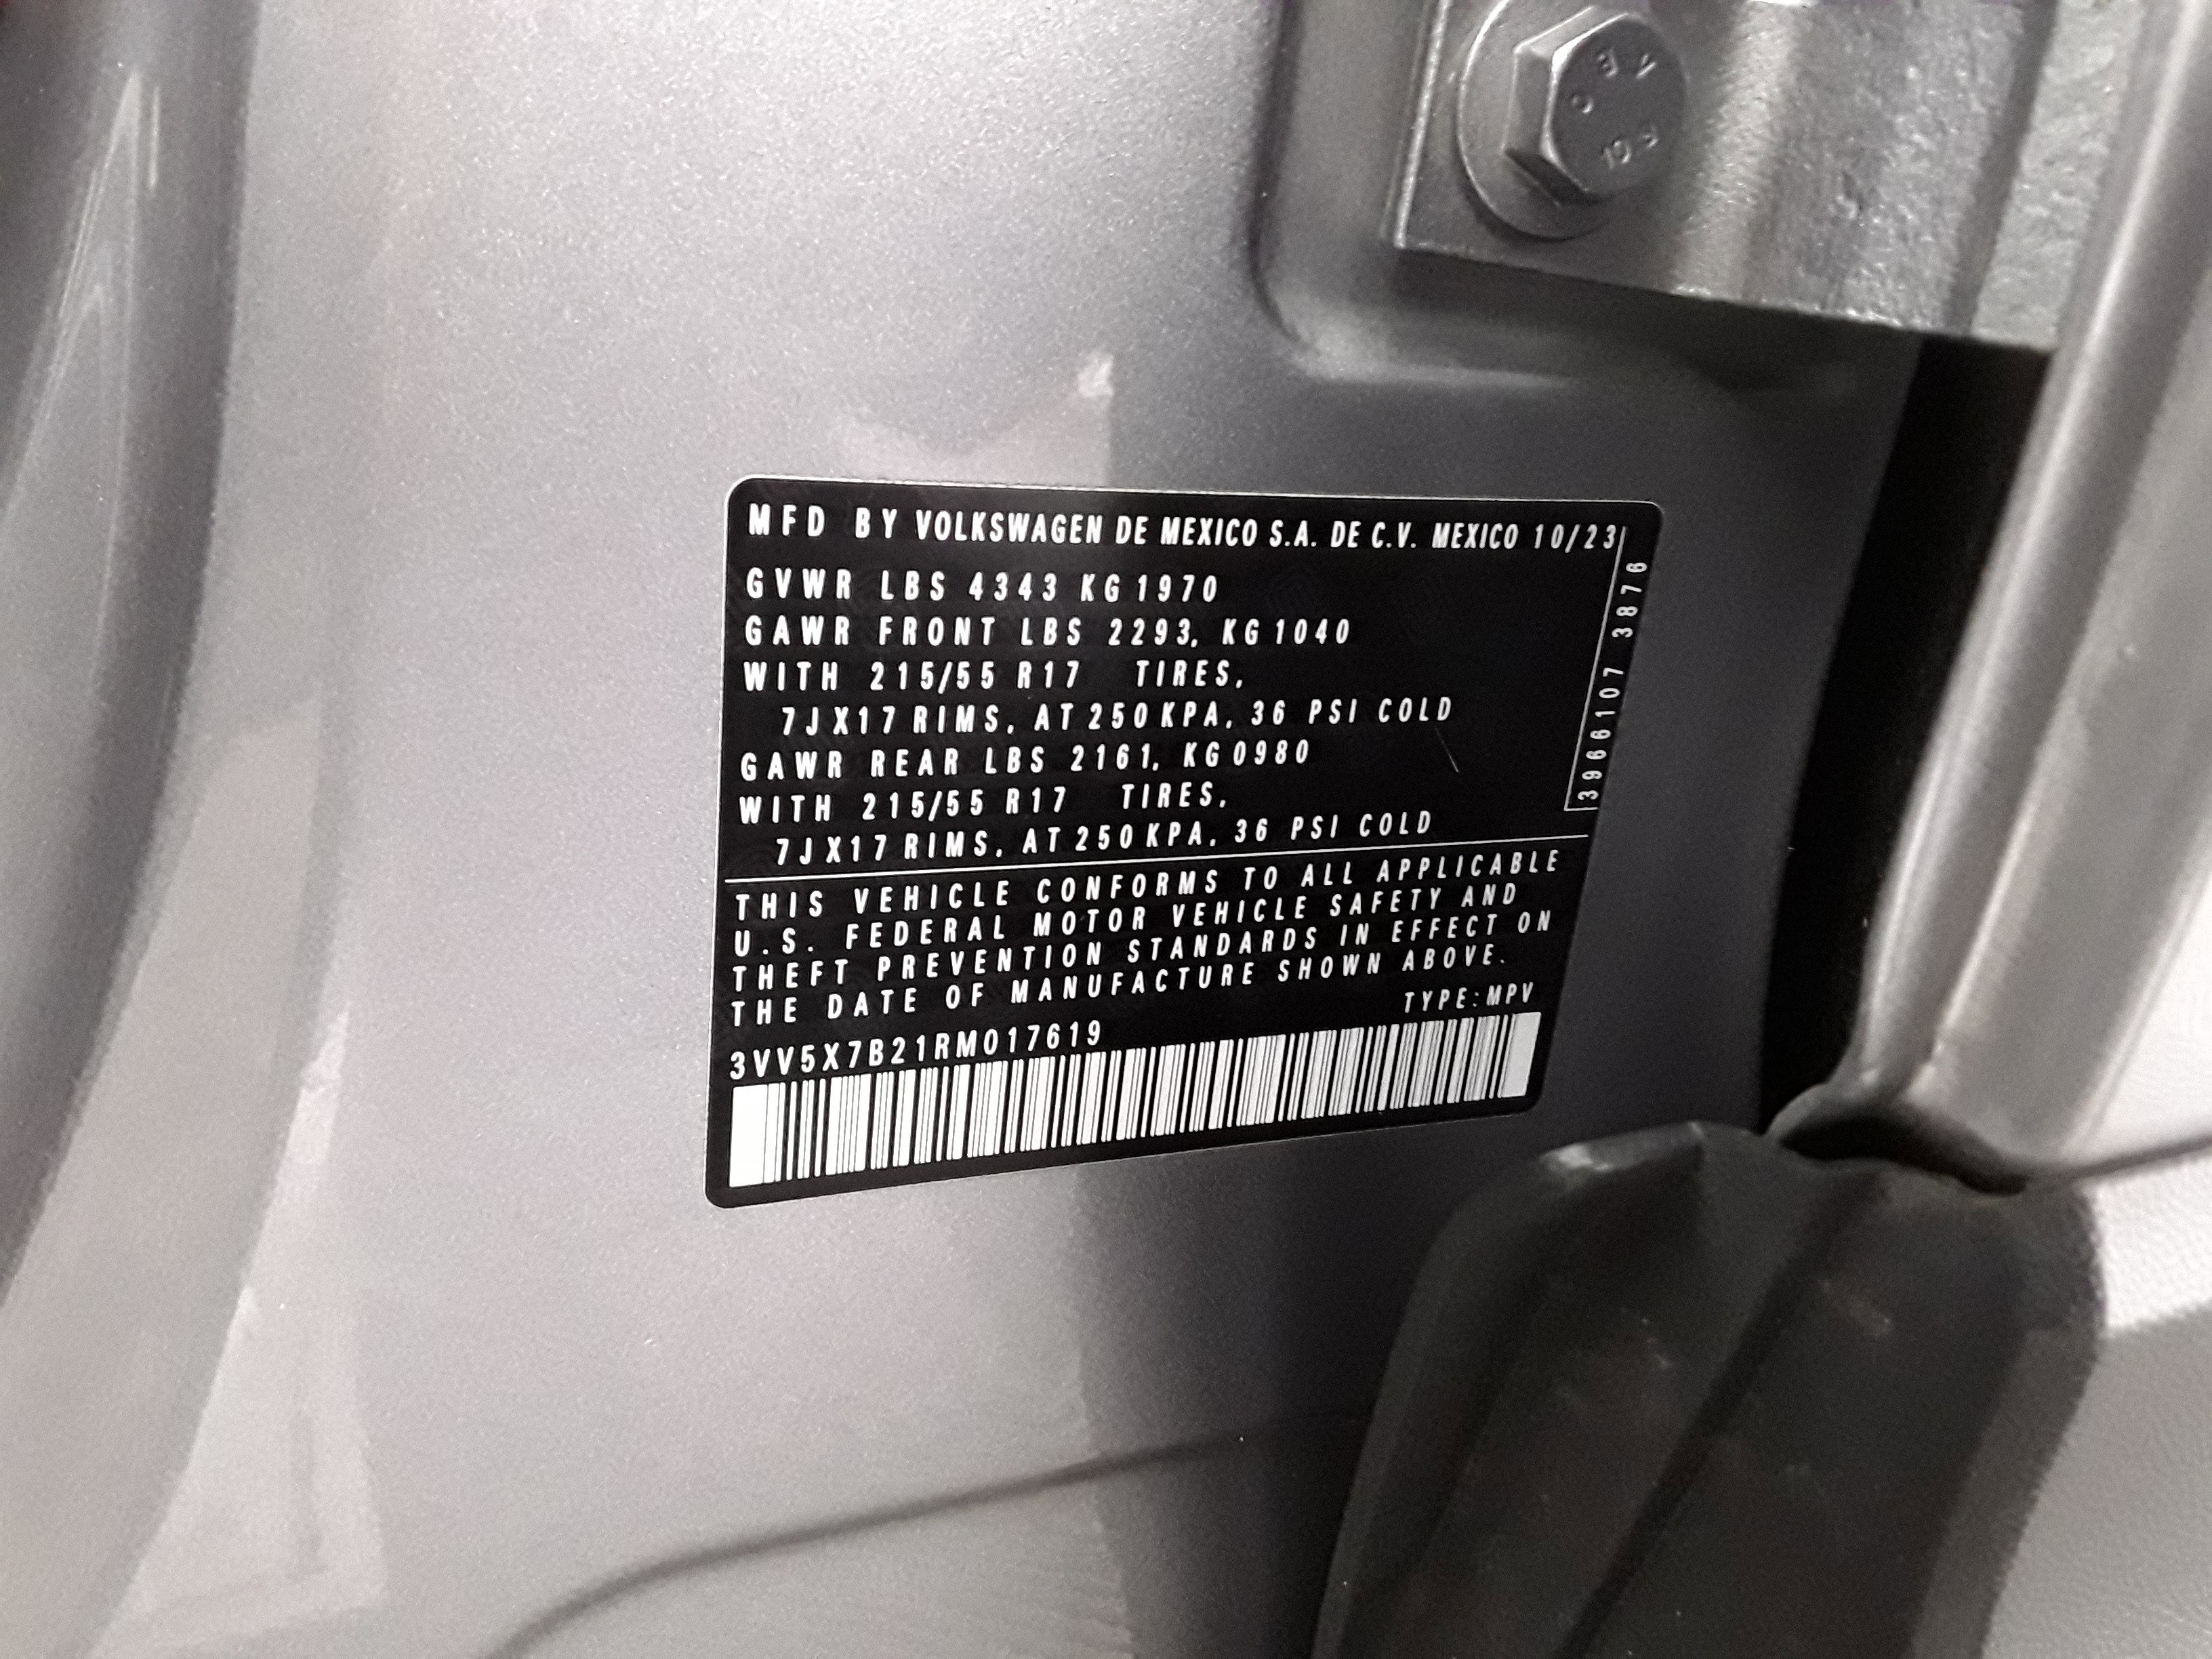 MFD BY VOLKSWAGEN DE MEXICO S.A. DE C.V. MEXICO 10/23
GVWR LBS 4343 KG 1970
GAWR FRONT LBS 2293, KG 1040
WITH 215/55 R17 TIRES,
7JX17 RIMS, AT 250 KPA, 36 PSI COLD
GAWR REAR LBS 2161, KG 0980
WITH 215/55 R17 TIRES,
7JX17 RIMS, AT 250 KPA, 36 PSI COLD
3966107 3876
THIS VEHICLE CONFORMS TO ALL APPLICABLE
U.S. FEDERAL MOTOR VEHICLE SAFETY AND
THEFT PREVENTION STANDARDS IN EFFECT ON
THE DATE OF MANUFACTURE SHOWN ABOVE.
TYPE:MPV
3VV5X7B21RM017619